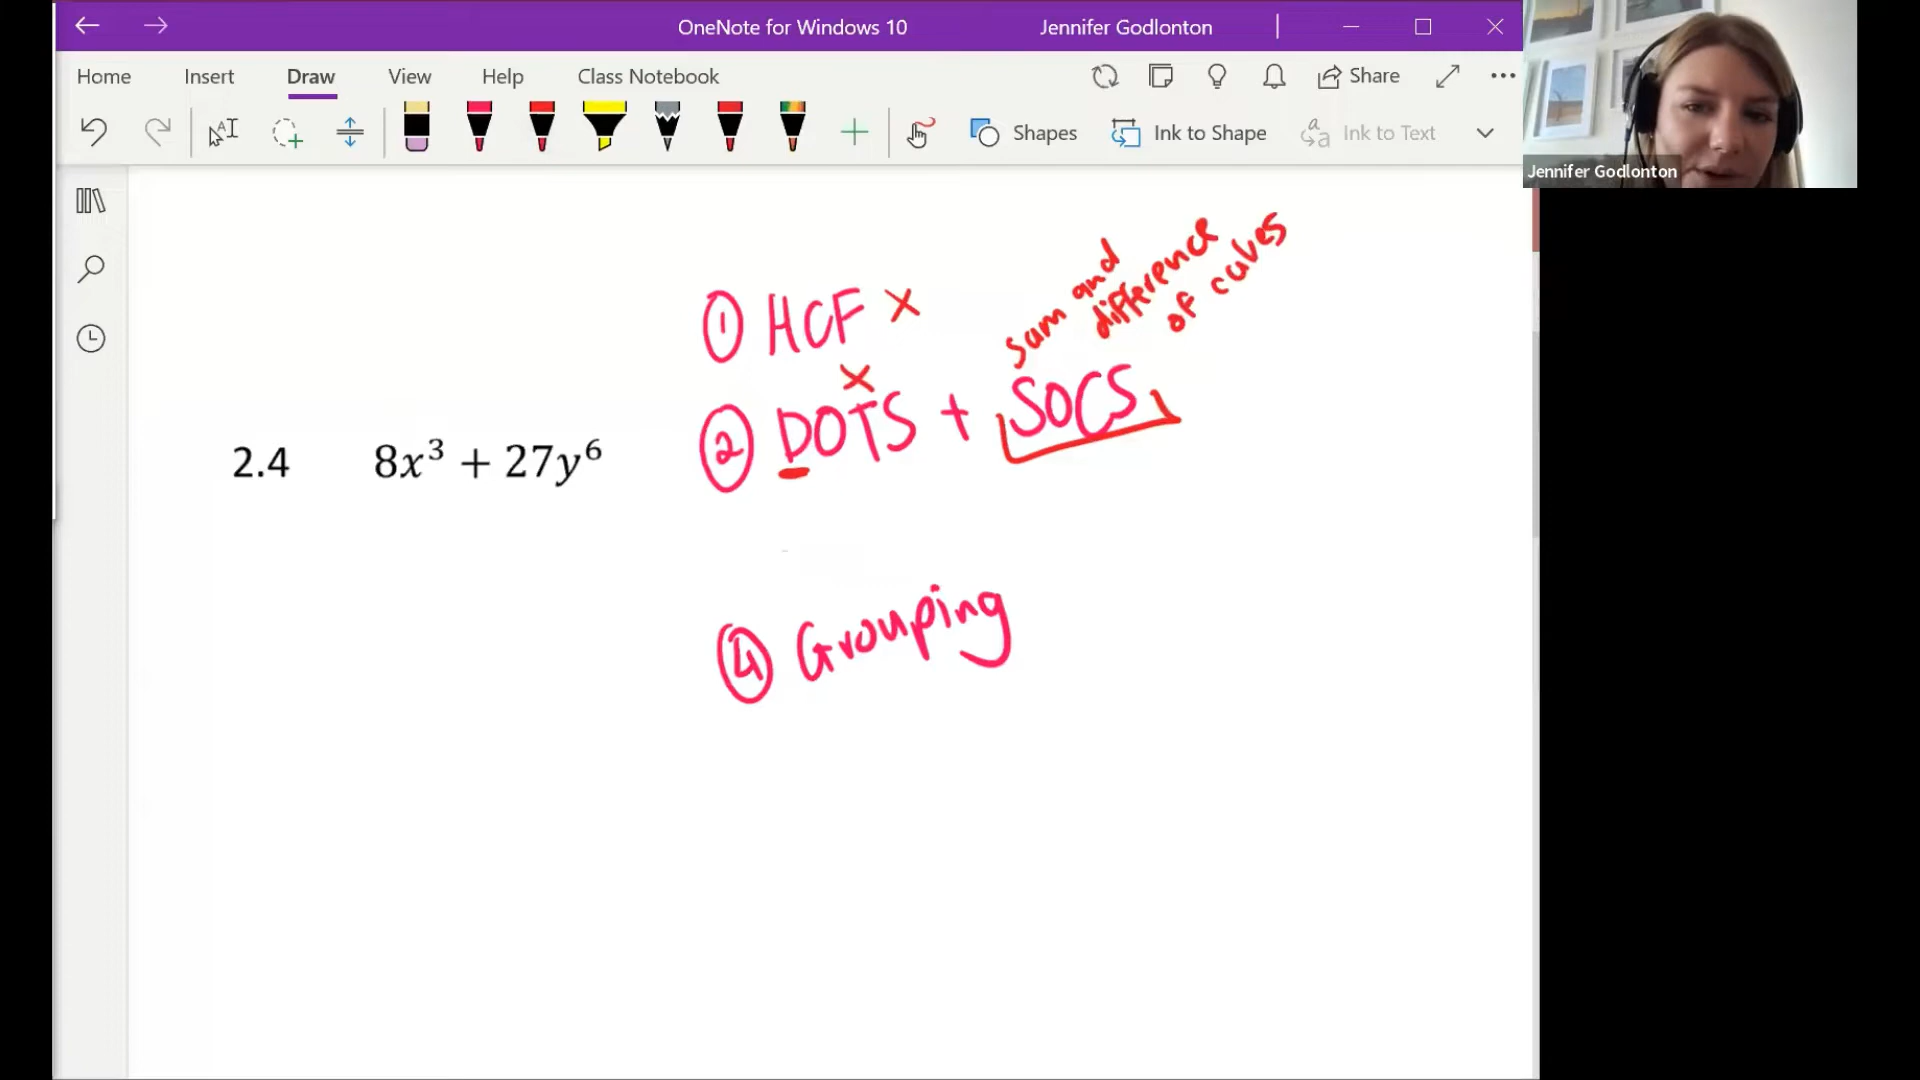 OneNote for Windows 10
Jennifer Godlonton
Home Insert Draw View Help Class Notebook Share
Shapes Ink to Shape Ink to Text
Jennifer Godlonton
① HCF x
sum and difference of cubes
x
② DOTS + SOCS
2.4 8x³ + 27y⁶
④ Grouping